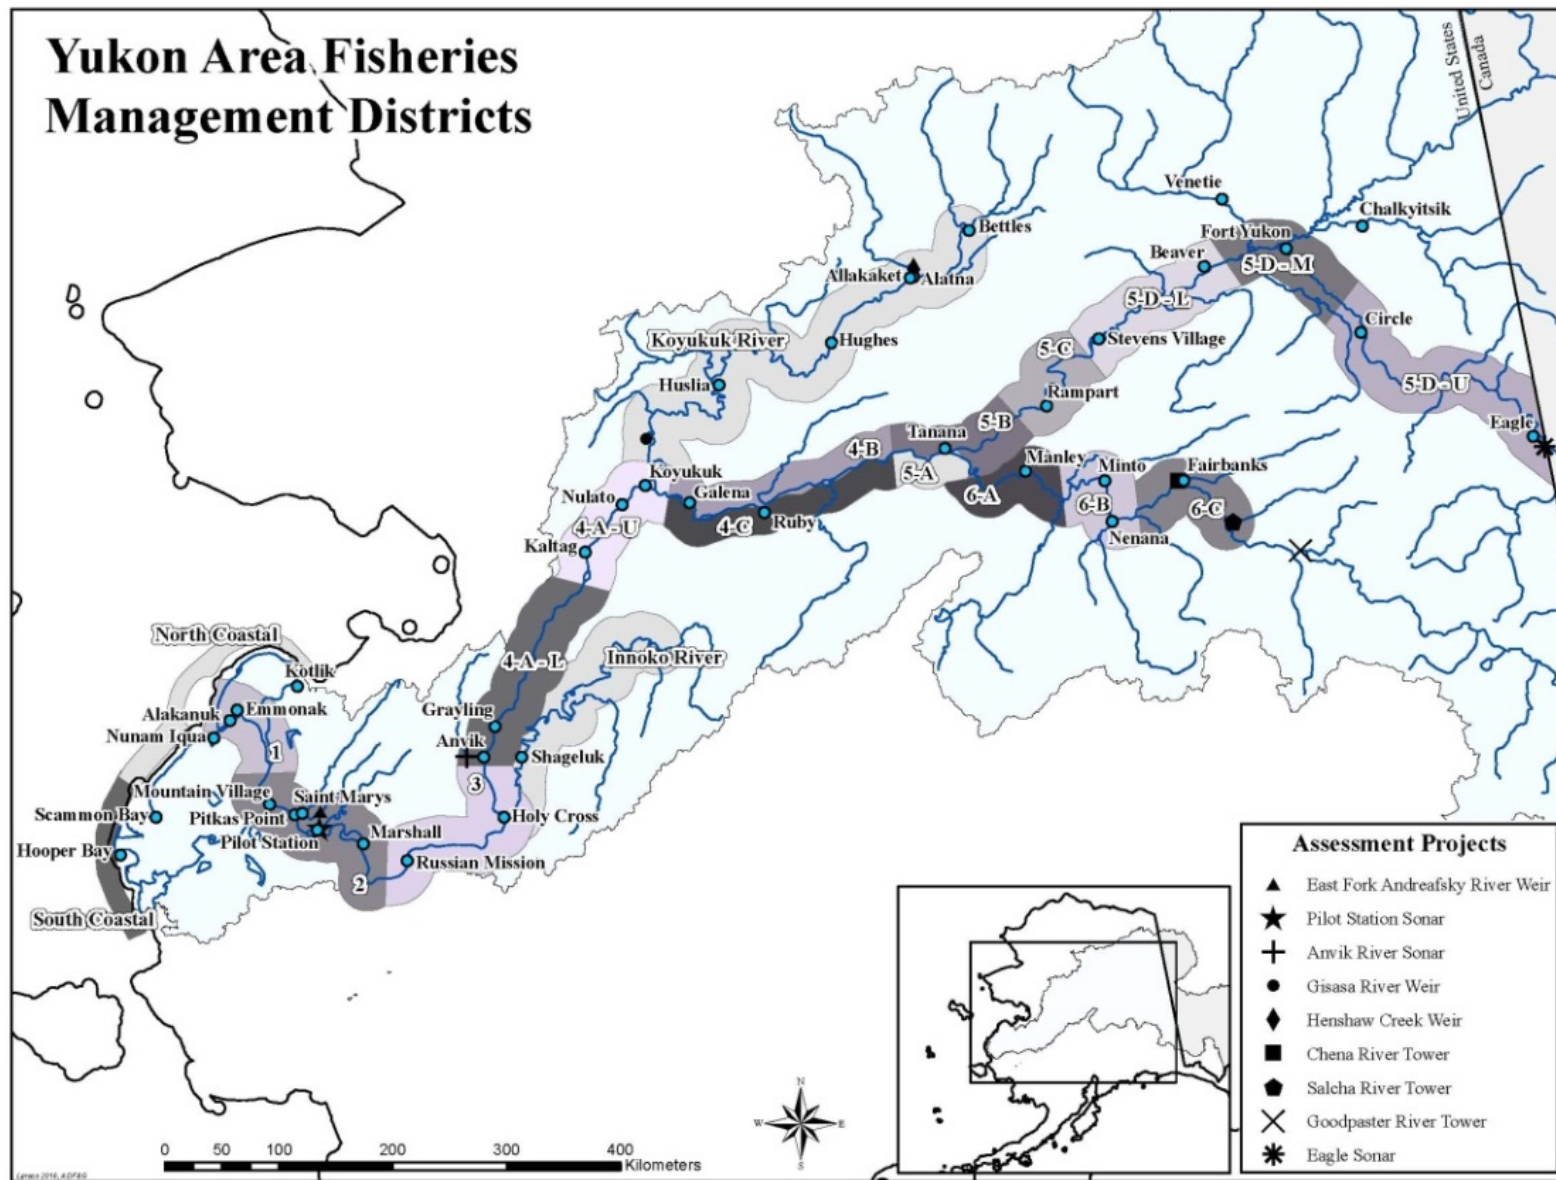 Yukon Area Fisheries
Management Districts
United States
Canada
Venetie
Chalkyitsik
Fort Yukon
Bettles
Beaver
5-D - M
Allakaket
Alatna
5-D - L
Circle
Koyukuk River
Hughes
5-C
Stevens Village
Huslia
5-D - U
Rampart
Eagle
5-B
Tanana
4-B
Manley
Minto
Fairbanks
Koyukuk
5-A
Nulato
Galena
6-A
6-B
6-C
4-A - U
4-C
Ruby
Nenana
Kaltag
North Coastal
Innoko River
4-A - L
Kotlik
Emmonak
Alakanuk
Grayling
Nunam Iqua
Anvik
1
Shageluk
3
Mountain Village
Saint Marys
Scammon Bay
Pitkas Point
Holy Cross
Marshall
Pilot Station
Hooper Bay
Russian Mission
2
South Coastal
Assessment Projects
East Fork Andreafsky River Weir
Pilot Station Sonar
Anvik River Sonar
Gisasa River Weir
Henshaw Creek Weir
Chena River Tower
Salcha River Tower
Goodpaster River Tower
Eagle Sonar
N
W
E
S
0 50 100 200 300 400
Kilometers
Larson 2016, ADF&G